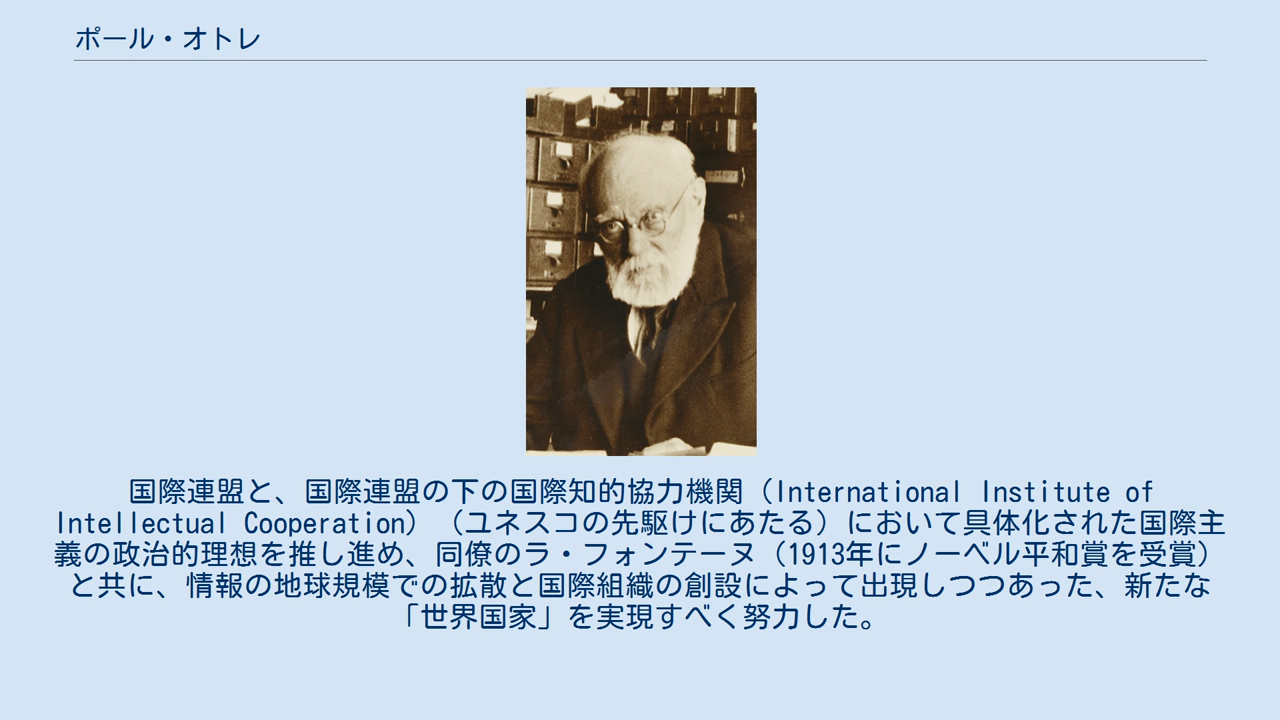 ポール・オトレ
国際連盟と、国際連盟の下の国際知的協力機関（International Institute of
Intellectual Cooperation）（ユネスコの先駆けにあたる）において具体化された国際主
義の政治的理想を推し進め、同僚のラ・フォンテーヌ（1913年にノーベル平和賞を受賞）
と共に、情報の地球規模での拡散と国際組織の創設によって出現しつつあった、新たな
「世界国家」を実現すべく努力した。